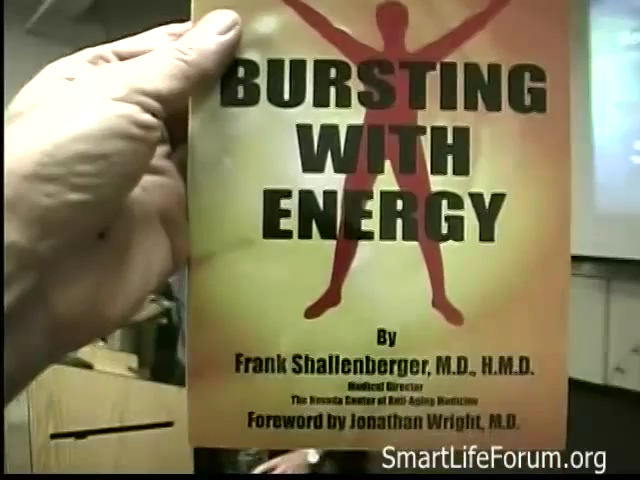 BURSTING
WITH
ENERGY
By
Frank Shallenberger, M.D., H.M.D.
Medical Director
The Nevada Center of Anti-Aging Medicine
Foreword by Jonathan Wright, M.D.
SmartLifeForum.org